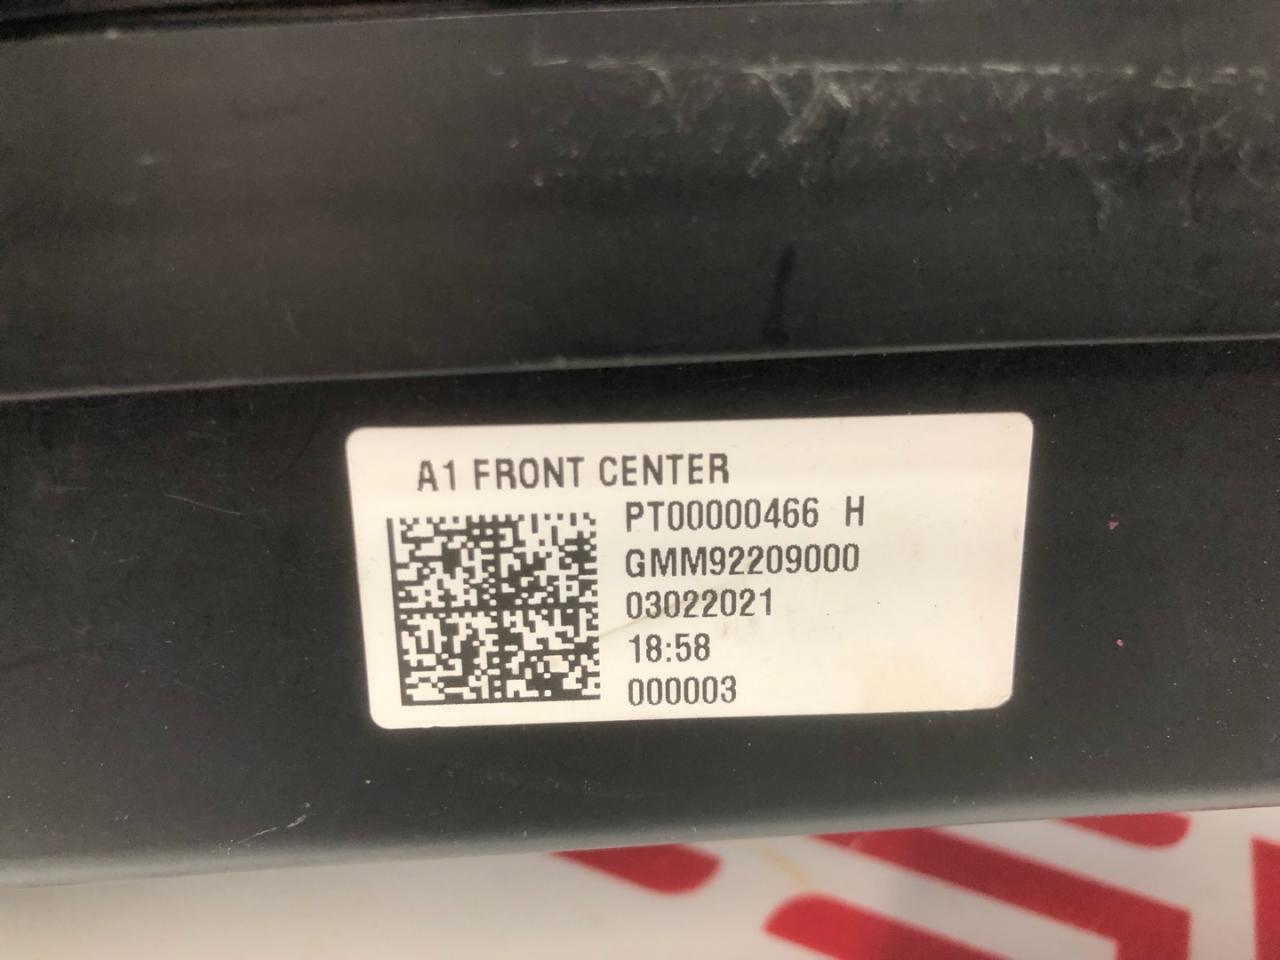 A1 FRONT CENTER
PT00000466 H
GMM92209000
03022021
18:58
000003